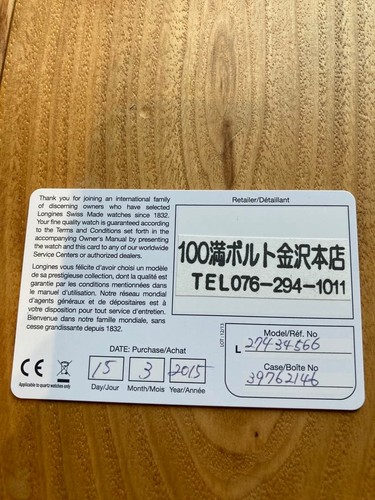 Thank you for joining an international family
of discerning owners who have selected
Longines Swiss Made watches since 1832.
Your fine quality watch is guaranteed according
to the Terms and Conditions set forth in the
accompanying Owner's Manual by presenting
the watch and this card to any of our worldwide
Service Centers or authorized dealers.
Longines vous félicite d'avoir choisi un modèle
de sa prestigieuse collection, dont la qualité est
garantie par les conditions mentionnées dans
le manuel d'utilisation. Notre réseau mondial
d'agents généraux et de dépositaires est à
votre disposition pour tout service d'entretien.
Bienvenue dans notre famille mondiale, sans
cesse grandissante depuis 1832.
Retailer/Détaillant
100満ボルト金沢本店
TEL076-294-1011
LOT. 12/11
DATE: Purchase/Achat
15 3 2015
Day/Jour Month/Mois Year/Année
CE
Applicable to quartz watches only
Model/Réf. No
L 27434566
Case/Boîte No
39762146